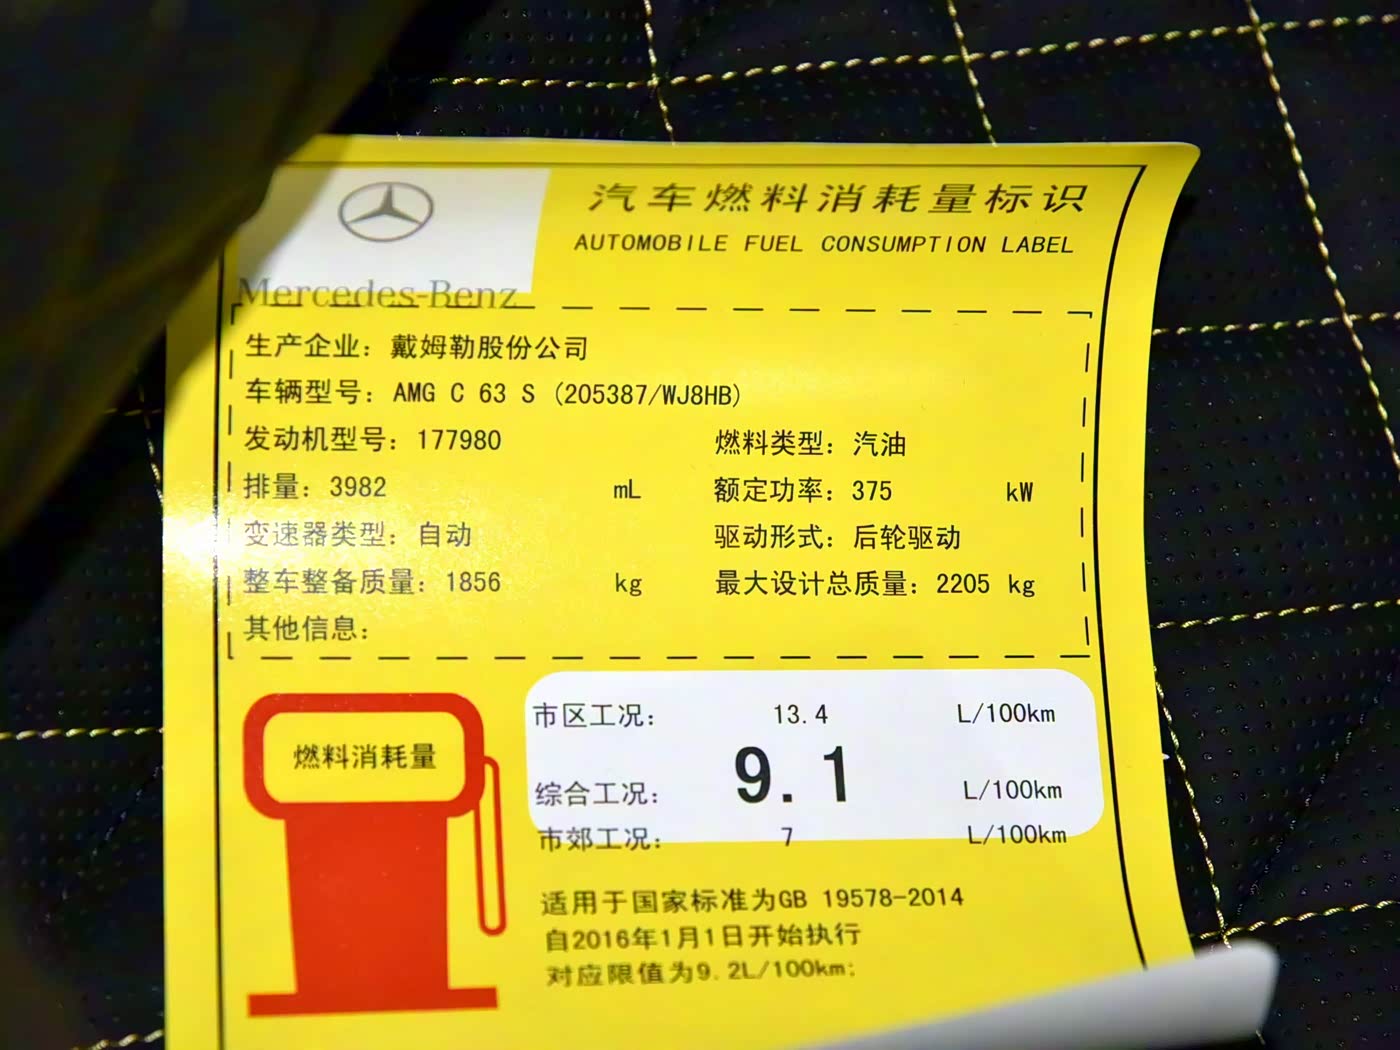 汽车燃料消耗量标识
AUTOMOBILE FUEL CONSUMPTION LABEL
Mercedes-Benz
生产企业：戴姆勒股份公司
车辆型号：AMG C 63 S (205387/WJ8HB)
发动机型号：177980 燃料类型：汽油
排量：3982 mL 额定功率：375 kW
变速器类型：自动 驱动形式：后轮驱动
整车整备质量：1856 kg 最大设计总质量：2205 kg
其他信息：
燃料消耗量
市区工况： 13.4 L/100km
综合工况： 9.1 L/100km
市郊工况： 7 L/100km
适用于国家标准为GB 19578-2014
自2016年1月1日开始执行
对应限值为9.2L/100km;